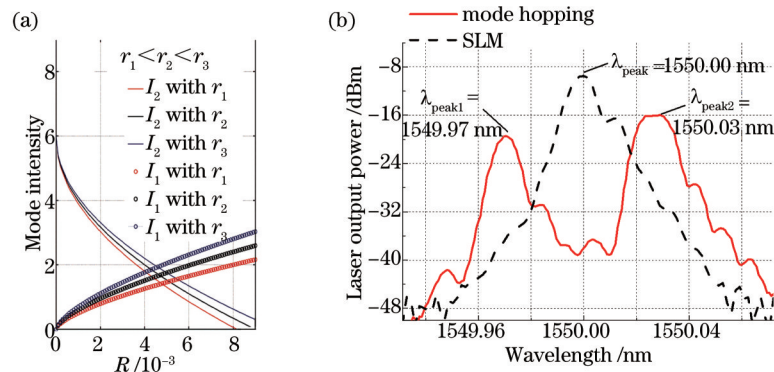 (a)
r1<r2<r3
I2 with r1
I2 with r2
I2 with r3
I1 with r1
I1 with r2
I1 with r3
8
6
4
2
0
0 2 4 6 8
Mode intensity
R /10⁻³
(b)
mode hopping
SLM
λpeak =1550.00 nm
λpeak1=
1549.97 nm
λpeak2=
1550.03 nm
-8
-16
-24
-32
-40
-48
Laser output power /dBm
1549.96 1550.00 1550.04
Wavelength /nm